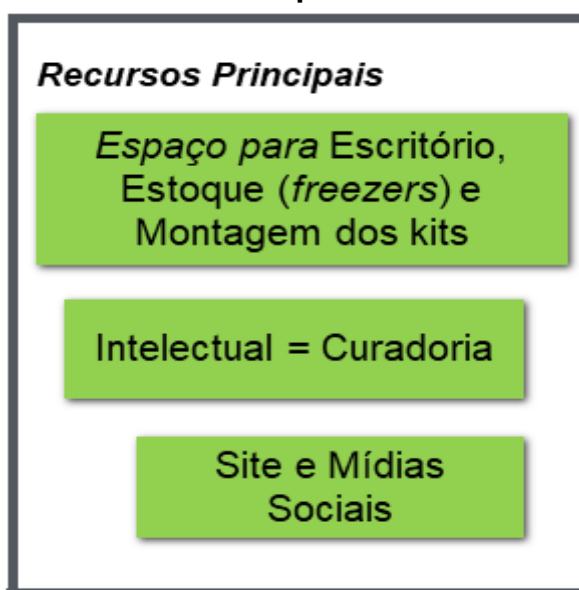 Recursos Principais
Espaço para Escritório,
Estoque (freezers) e
Montagem dos kits
Intelectual = Curadoria
Site e Mídias
Sociais